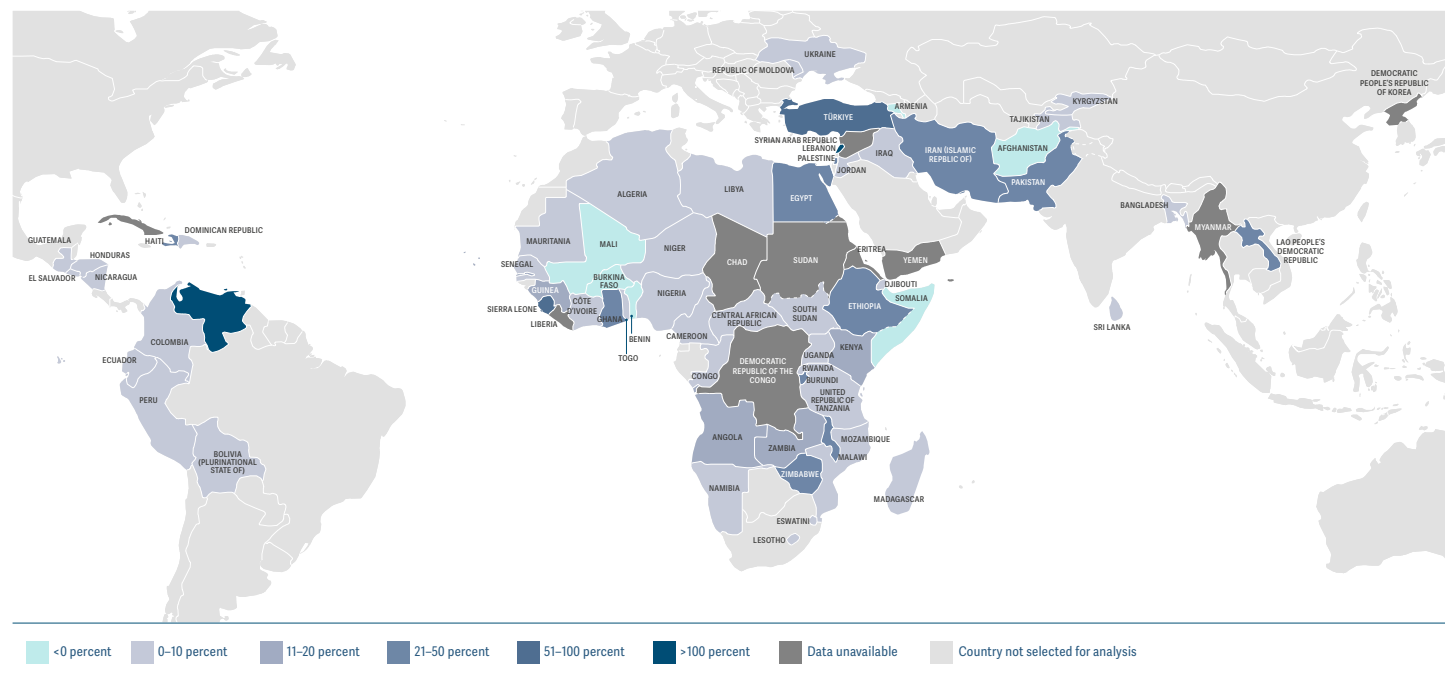 UKRAINE
REPUBLIC OF MOLDOVA
DEMOCRATIC
PEOPLE'S REPUBLIC
OF KOREA
ARMENIA
KYRGYZSTAN
TÜRKIYE
TAJIKISTAN
SYRIAN ARAB REPUBLIC
LEBANON
PALESTINE
IRAQ
IRAN (ISLAMIC
REPBLIC OF)
AFGHANISTAN
JORDAN
PAKISTAN
ALGERIA
LIBYA
EGYPT
BANGLADESH
MYANMAR
LAO PEOPLE'S
DEMOCRATIC
REPUBLIC
GUATEMALA
HAITI
DOMINICAN REPUBLIC
HONDURAS
EL SALVADOR
NICARAGUA
MAURITANIA
MALI
NIGER
CHAD
SUDAN
ERITREA
YEMEN
SENEGAL
BURKINA
FASO
DJIBOUTI
GUINEA
NIGERIA
SOMALIA
SIERRA LEONE
CÔTE
D'IVOIRE
GHANA
CENTRAL AFRICAN
REPUBLIC
SOUTH
SUDAN
ETHIOPIA
LIBERIA
BENIN
TOGO
CAMEROON
SRI LANKA
COLOMBIA
ECUADOR
PERU
CONGO
DEMOCRATIC
REPUBLIC OF THE
CONGO
UGANDA
KENYA
RWANDA
BURUNDI
UNITED
REPUBLIC OF
TANZANIA
BOLIVIA
(PLURINATIONAL
STATE OF)
ANGOLA
ZAMBIA
MOZAMBIQUE
MALAWI
ZIMBABWE
NAMIBIA
MADAGASCAR
ESWATINI
LESOTHO
<0 percent
0–10 percent
11–20 percent
21–50 percent
51–100 percent
>100 percent
Data unavailable
Country not selected for analysis